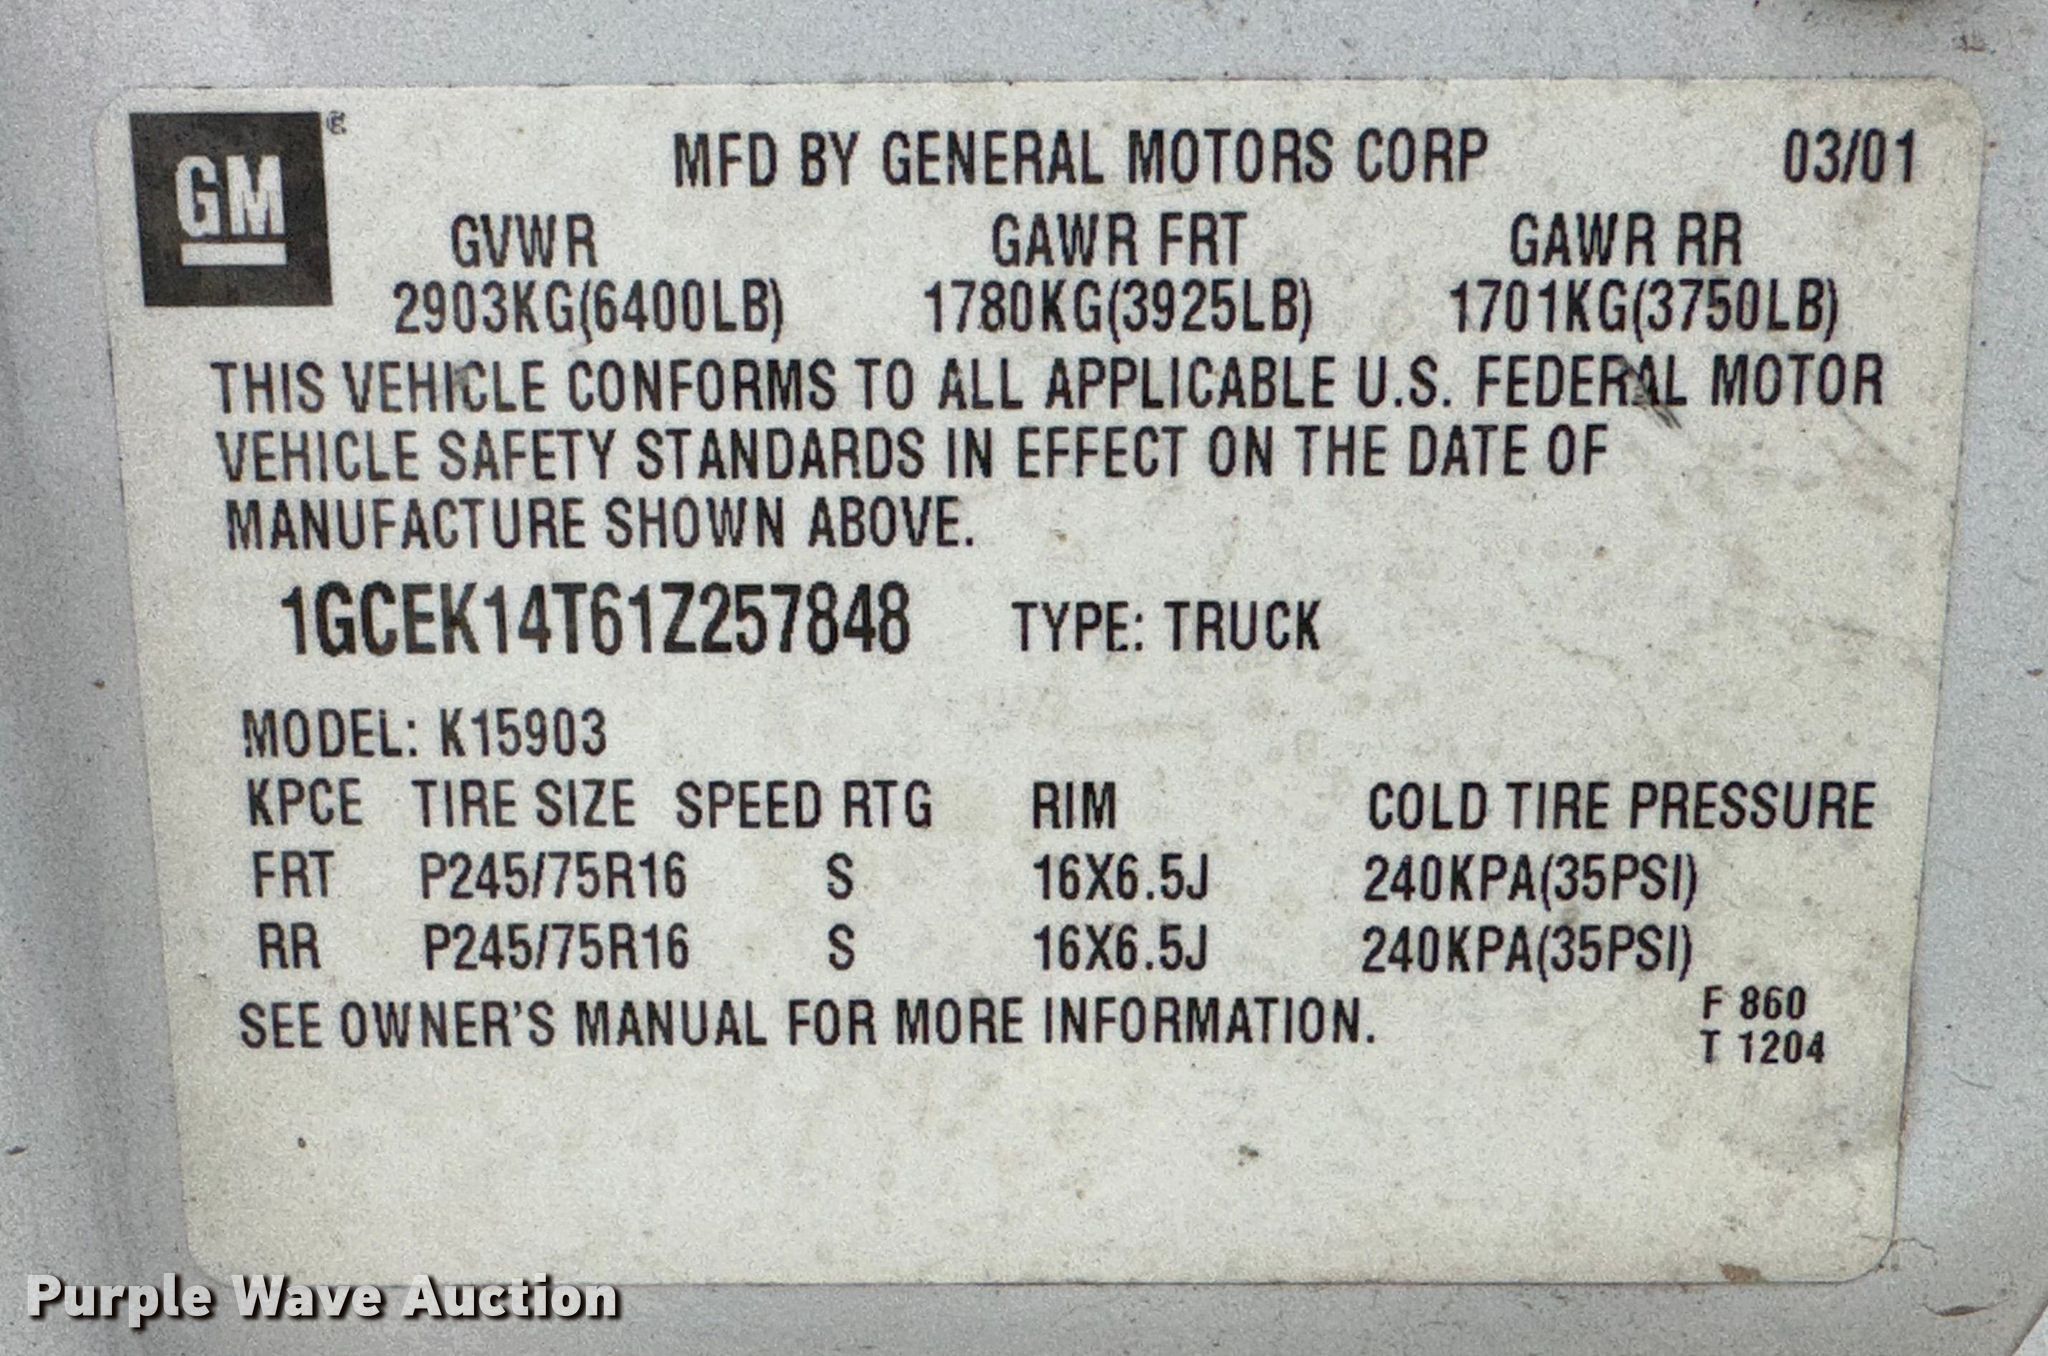 GM
MFD BY GENERAL MOTORS CORP 03/01
GVWR GAWR FRT GAWR RR
2903KG(6400LB) 1780KG(3925LB) 1701KG(3750LB)
THIS VEHICLE CONFORMS TO ALL APPLICABLE U.S. FEDERAL MOTOR
VEHICLE SAFETY STANDARDS IN EFFECT ON THE DATE OF
MANUFACTURE SHOWN ABOVE.
1GCEK14T61Z257848 TYPE: TRUCK
MODEL: K15903
KPCE TIRE SIZE SPEED RTG RIM COLD TIRE PRESSURE
FRT P245/75R16 S 16X6.5J 240KPA(35PSI)
RR P245/75R16 S 16X6.5J 240KPA(35PSI)
SEE OWNER'S MANUAL FOR MORE INFORMATION.
F 860
T 1204
Purple Wave Auction